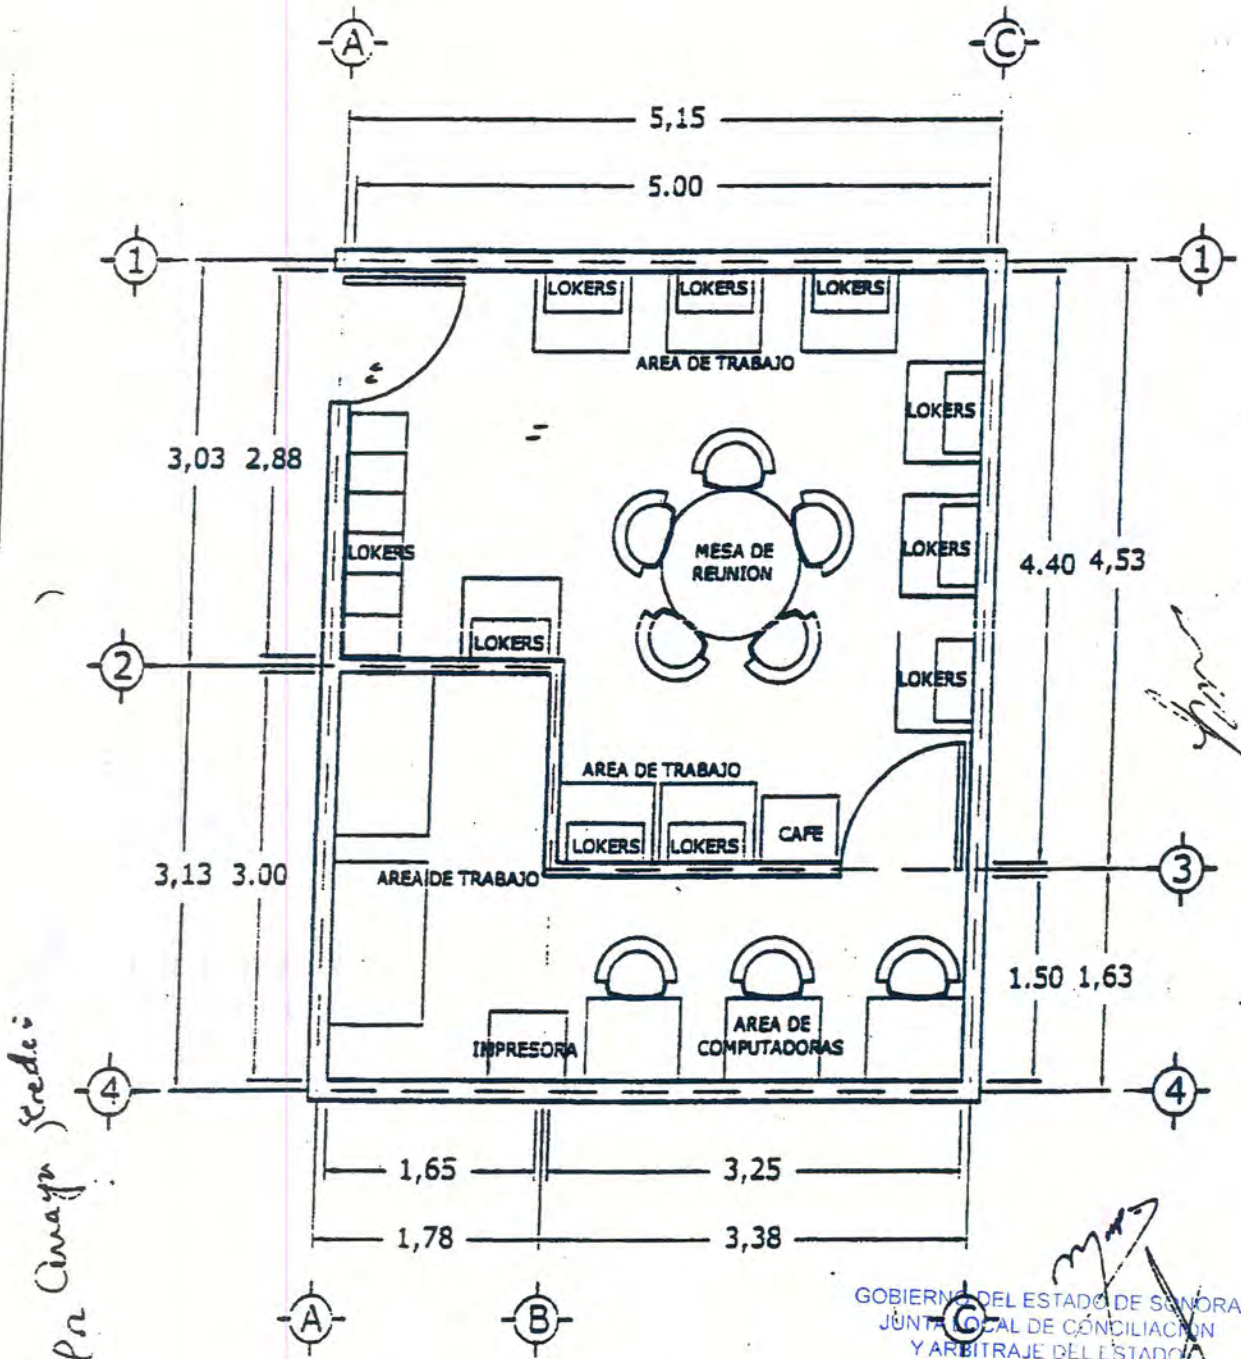 A C
5,15
5.00
1 1
LOKERS LOKERS LOKERS
AREA DE TRABAJO
LOKERS
3,03 2,88
LOKERS
LOKERS
MESA DE
REUNION
4.40 4,53
LOKERS
2
LOKERS
AREA DE TRABAJO
LOKERS LOKERS CAFE
3,13 3.00
AREA DE TRABAJO
3
1.50 1,63
IMPRESORA
AREA DE
COMPUTADORAS
4 4
1,65 3,25
1,78 3,38
A B C
GOBIERNO DEL ESTADO DE SONORA
JUNTA LOCAL DE CONCILIACION
Y ARBITRAJE DEL ESTADO